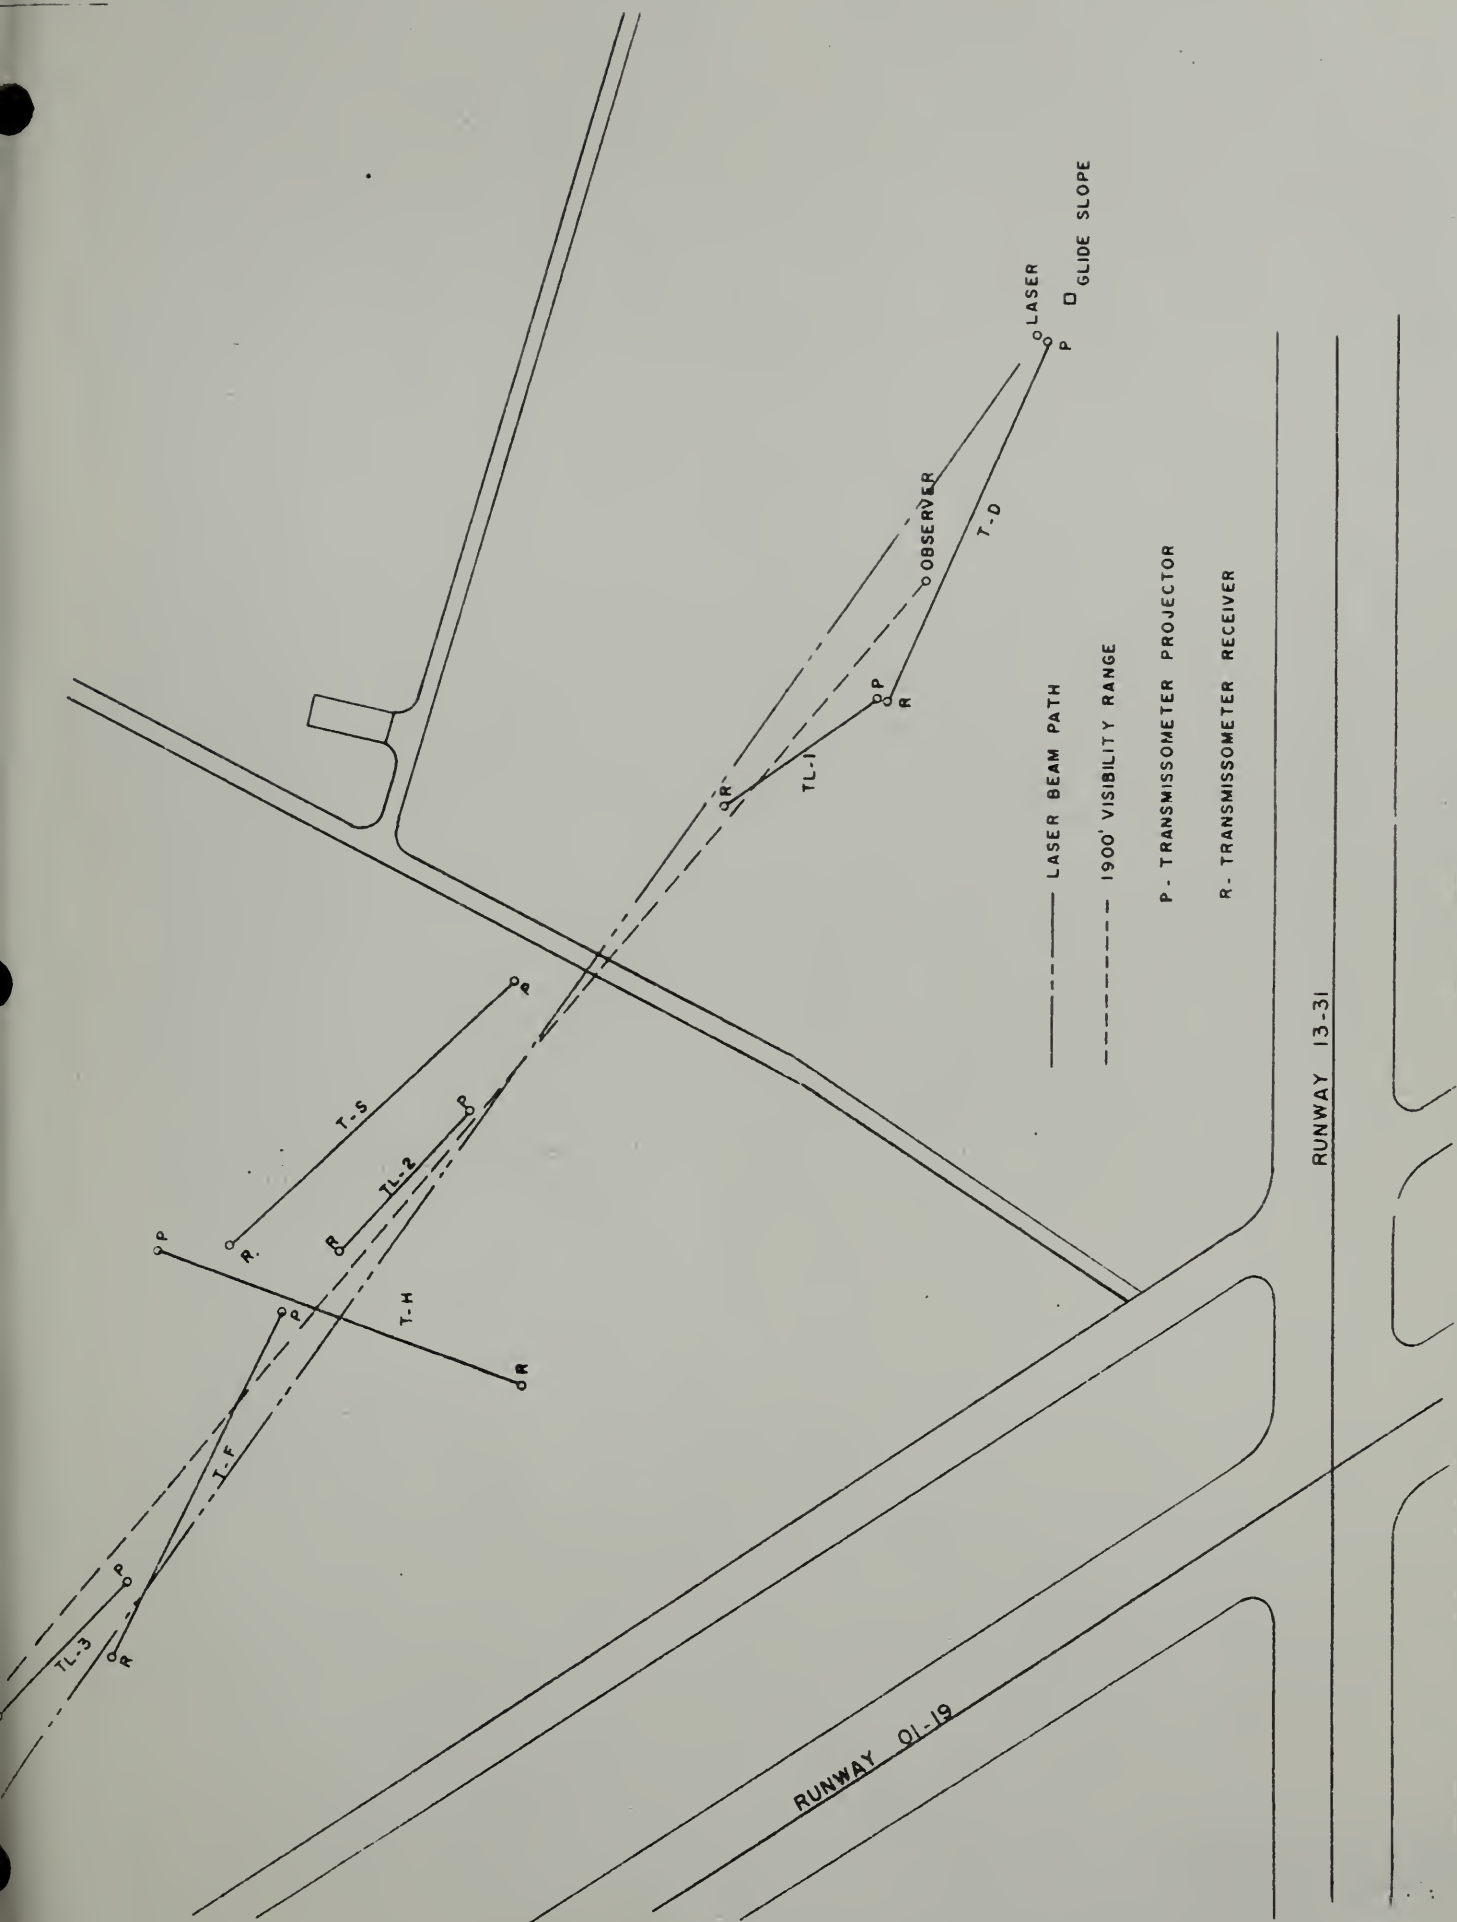 GLIDE SLOPE
LASER
P
OBSERVER
T-D
P
R
TL-1
R
P
T-S
R.
P
TL-2
R
P
T-H
R
P
T-F
R
P
TL-3
LASER BEAM PATH
1900' VISIBILITY RANGE
P- TRANSMISSOMETER PROJECTOR
R- TRANSMISSOMETER RECEIVER
RUNWAY 13-31
RUNWAY 01-19